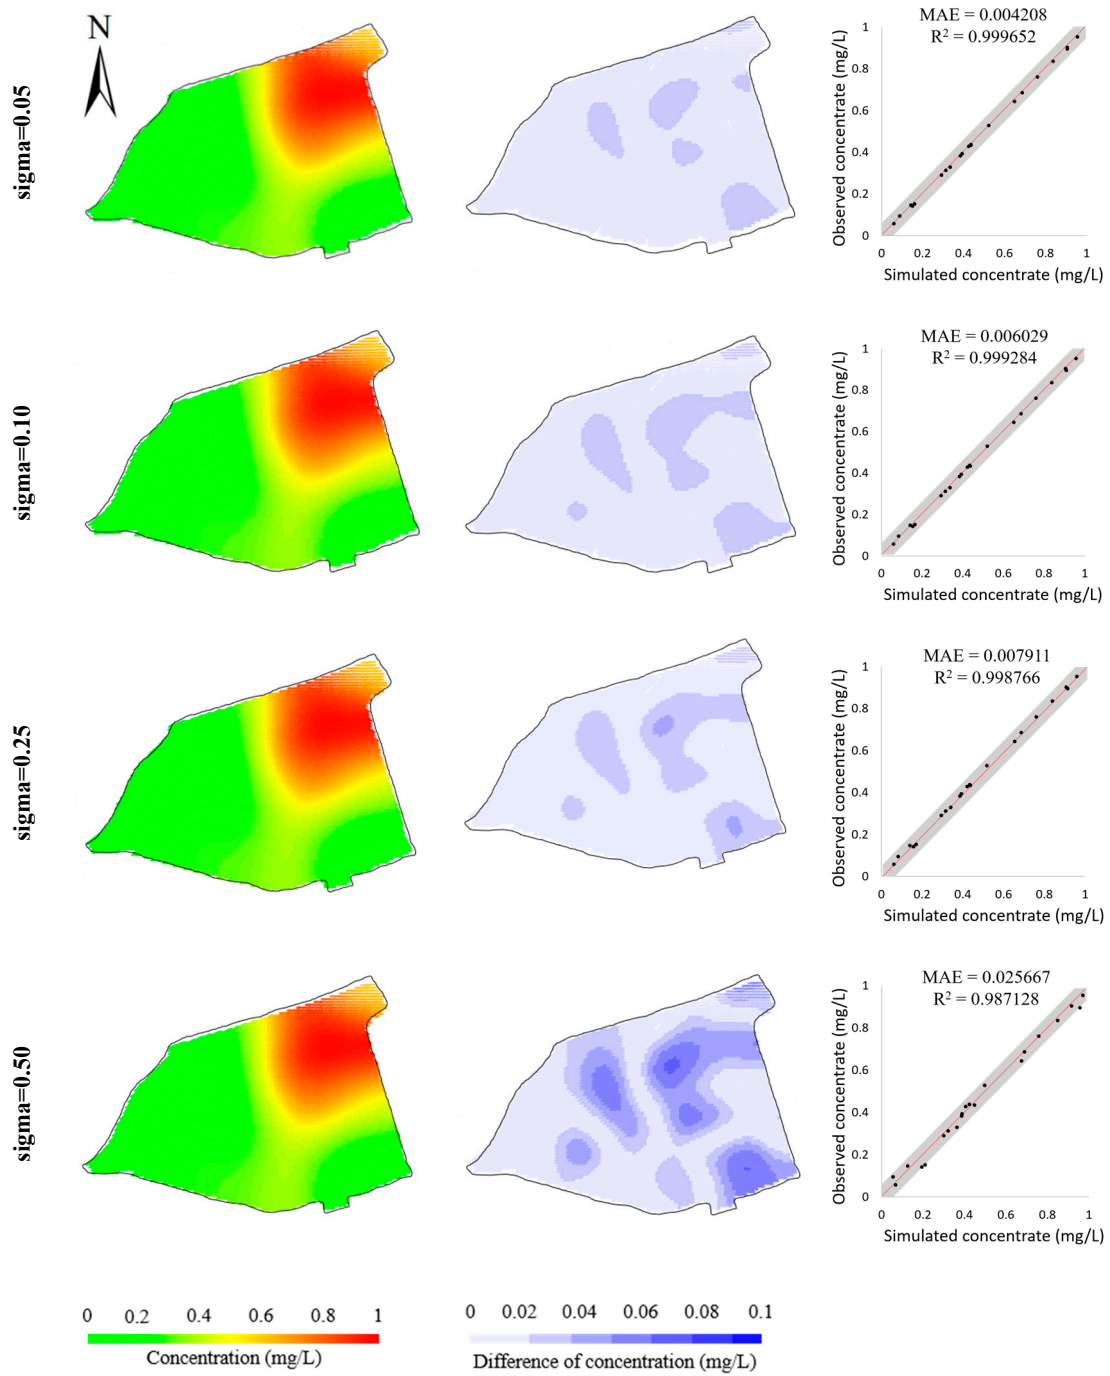 N
sigma=0.05
MAE = 0.004208
R² = 0.999652
Observed concentrate (mg/L)
1
0.8
0.6
0.4
0.2
0
0 0.2 0.4 0.6 0.8 1
Simulated concentrate (mg/L)
sigma=0.10
MAE = 0.006029
R² = 0.999284
Observed concentrate (mg/L)
1
0.8
0.6
0.4
0.2
0
0 0.2 0.4 0.6 0.8 1
Simulated concentrate (mg/L)
sigma=0.25
MAE = 0.007911
R² = 0.998766
Observed concentrate (mg/L)
1
0.8
0.6
0.4
0.2
0
0 0.2 0.4 0.6 0.8 1
Simulated concentrate (mg/L)
sigma=0.50
MAE = 0.025667
R² = 0.987128
Observed concentrate (mg/L)
1
0.8
0.6
0.4
0.2
0
0 0.2 0.4 0.6 0.8 1
Simulated concentrate (mg/L)
0 0.2 0.4 0.6 0.8 1
Concentration (mg/L)
0 0.02 0.04 0.06 0.08 0.1
Difference of concentration (mg/L)